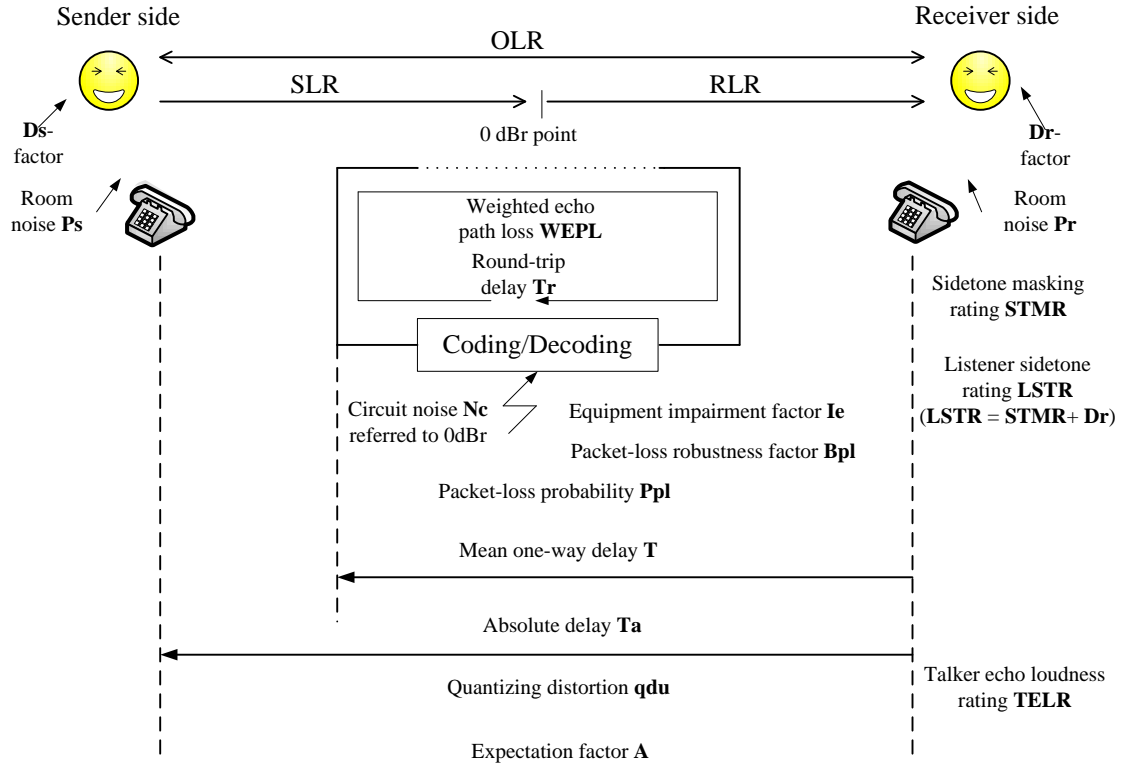 Sender side
Receiver side
OLR
SLR
RLR
0 dBr point
Ds-
factor
Dr-
factor
Room
noise Ps
Room
noise Pr
Weighted echo
path loss WEPL
Round-trip
delay Tr
Sidetone masking
rating STMR
Coding/Decoding
Listener sidetone
rating LSTR
(LSTR = STMR+ Dr)
Circuit noise Nc
referred to 0dBr
Equipment impairment factor Ie
Packet-loss robustness factor Bpl
Packet-loss probability Ppl
Mean one-way delay T
Absolute delay Ta
Quantizing distortion qdu
Talker echo loudness
rating TELR
Expectation factor A